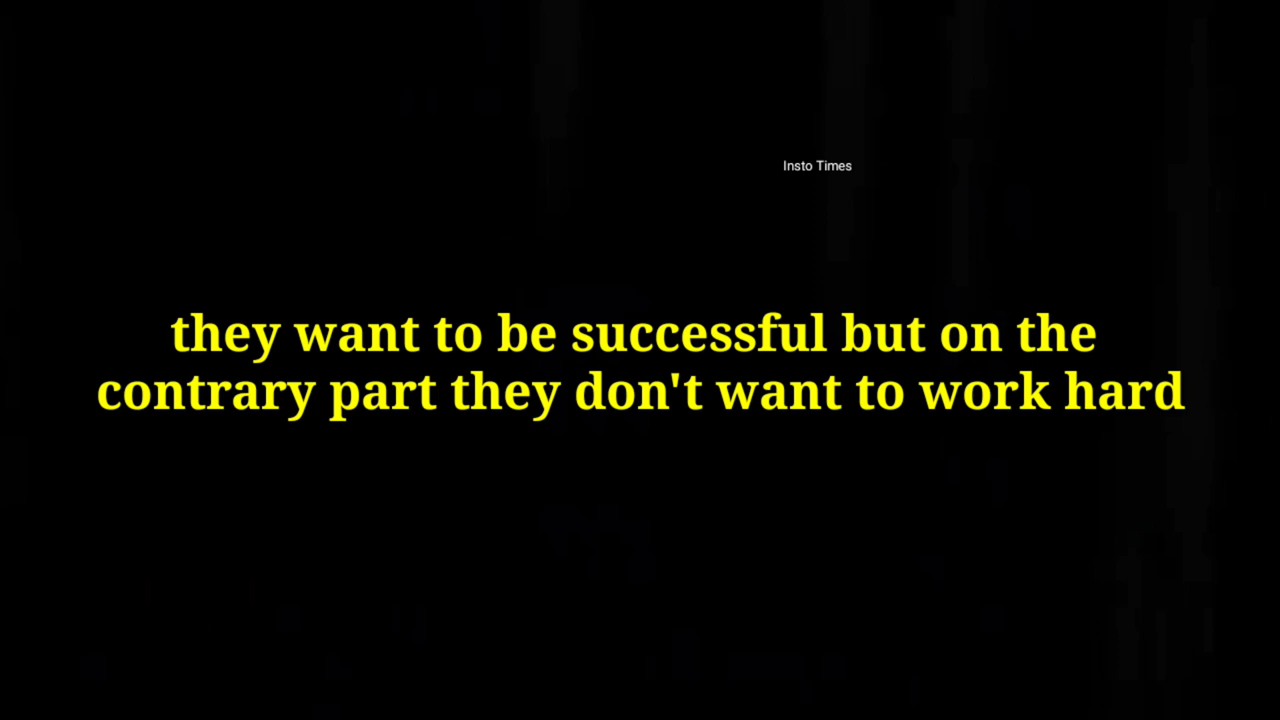 Insto Times
they want to be successful but on the
contrary part they don't want to work hard